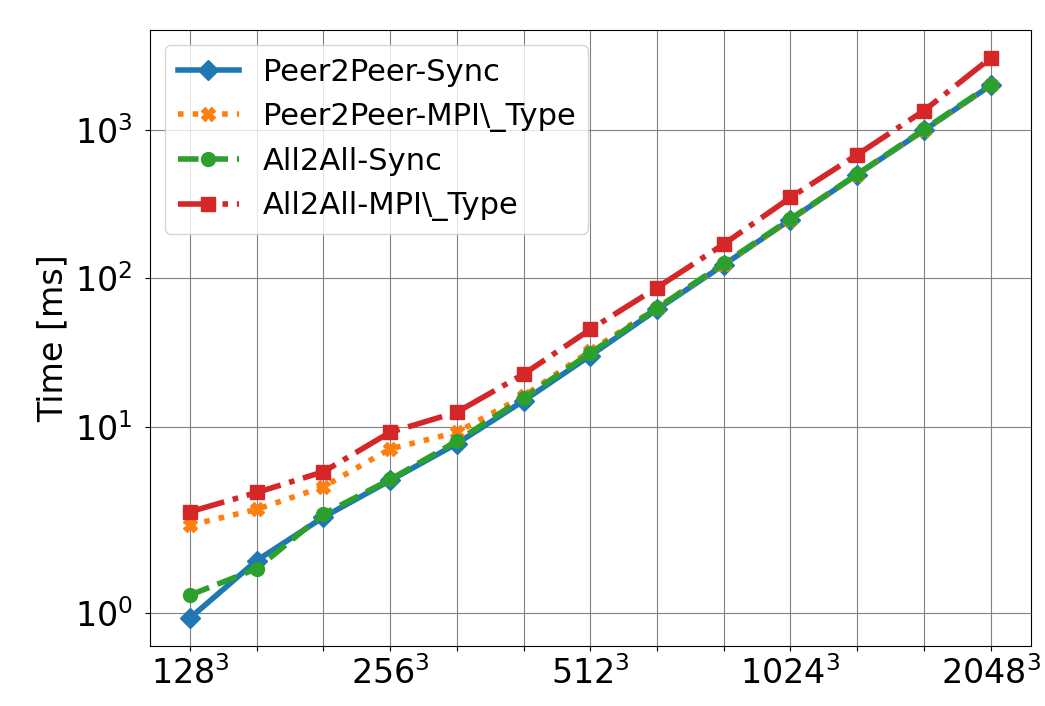 Peer2Peer-Sync
Peer2Peer-MPI\_Type
All2All-Sync
All2All-MPI\_Type
Time [ms]
10³
10²
10¹
10⁰
128³ 256³ 512³ 1024³ 2048³